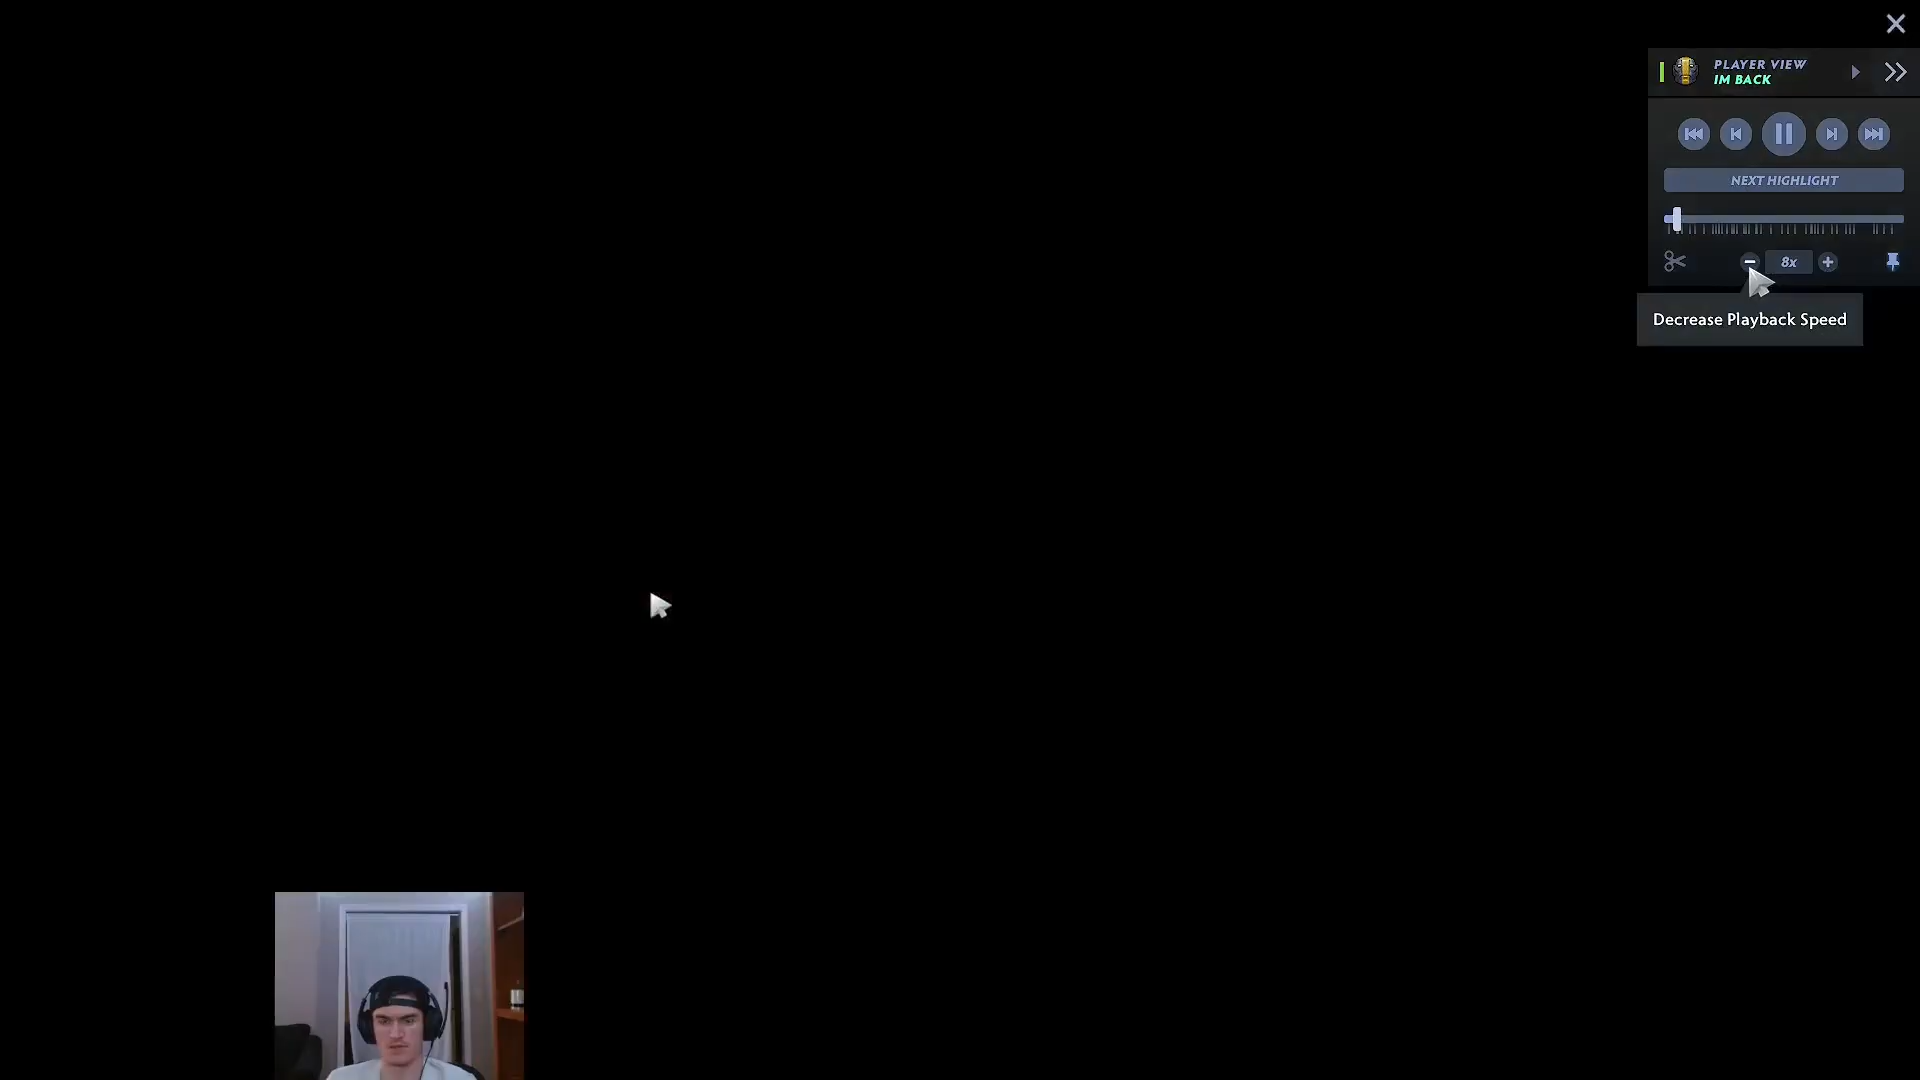 PLAYER VIEW
IM BACK
NEXT HIGHLIGHT
8x
Decrease Playback Speed